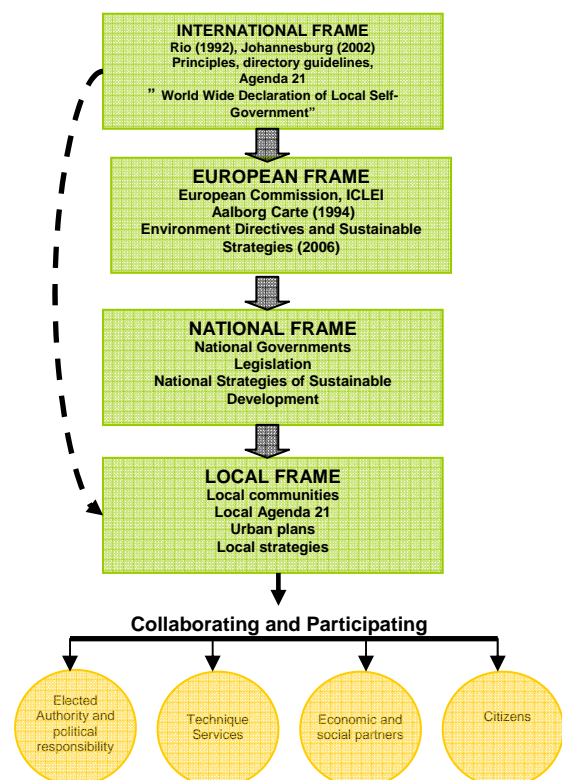 INTERNATIONAL FRAME
Rio (1992), Johannesburg (2002)
Principles, directory guidelines,
Agenda 21
” World Wide Declaration of Local Self-
Government”
EUROPEAN FRAME
European Commission, ICLEI
Aalborg Carte (1994)
Environment Directives and Sustainable
Strategies (2006)
NATIONAL FRAME
National Governments
Legislation
National Strategies of Sustainable
Development
LOCAL FRAME
Local communities
Local Agenda 21
Urban plans
Local strategies
Collaborating and Participating
Elected
Authority and
political
responsibility
Technique
Services
Economic and
social partners
Citizens